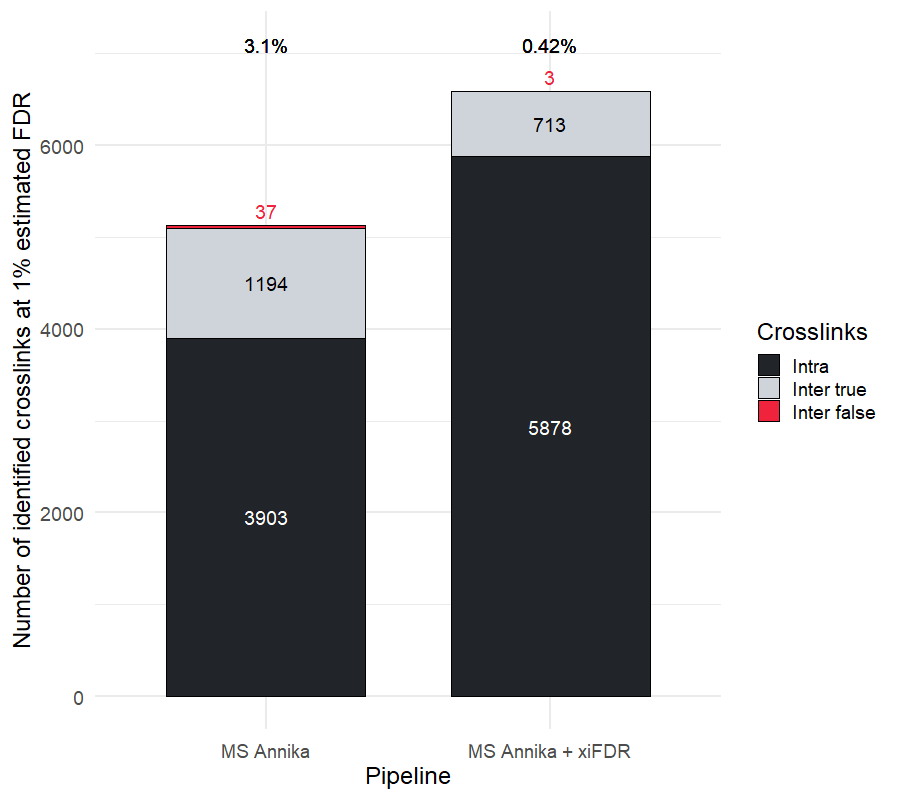 3.1%
0.42%
3
713
37
1194
5878
3903
Number of identified crosslinks at 1% estimated FDR
6000
4000
2000
0
MS Annika
MS Annika + xiFDR
Pipeline
Crosslinks
Intra
Inter true
Inter false